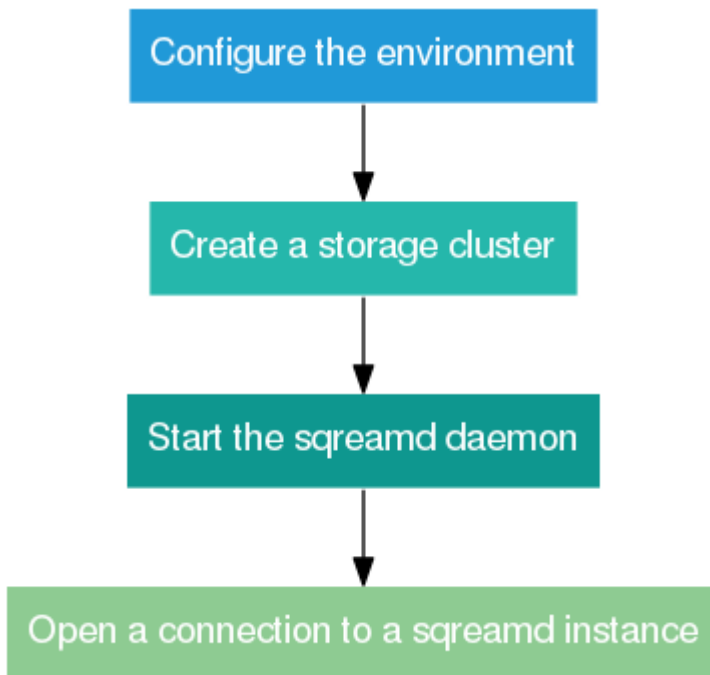 Configure the environment
Create a storage cluster
Start the sqreamd daemon
Open a connection to a sqreamd instance